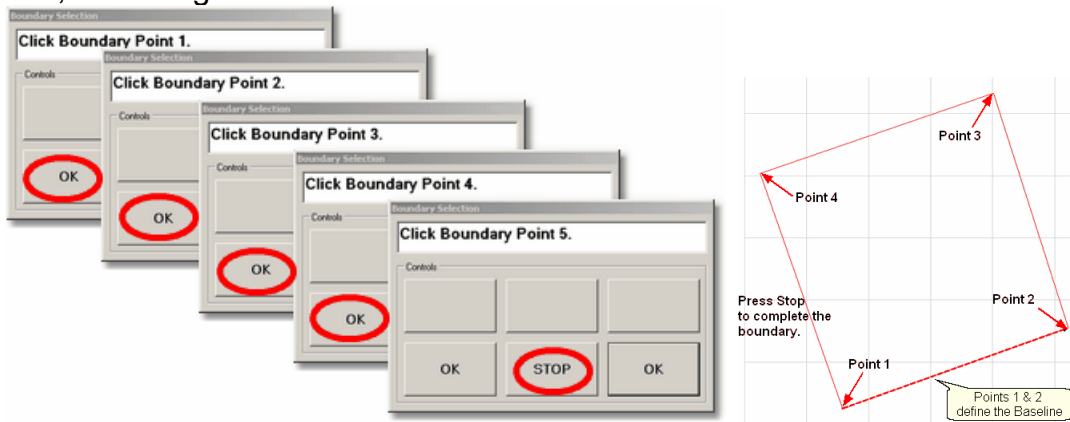 Boundary Selection
Click Boundary Point 1.
Controls
OK
Boundary Selection
Click Boundary Point 2.
Controls
OK
Boundary Selection
Click Boundary Point 3.
Controls
OK
Boundary Selection
Click Boundary Point 4.
Controls
OK
Boundary Selection
Click Boundary Point 5.
Controls
OK STOP OK
Point 3
Point 4
Press Stop
to complete the
boundary.
Point 2
Point 1
Points 1 & 2
define the Baseline